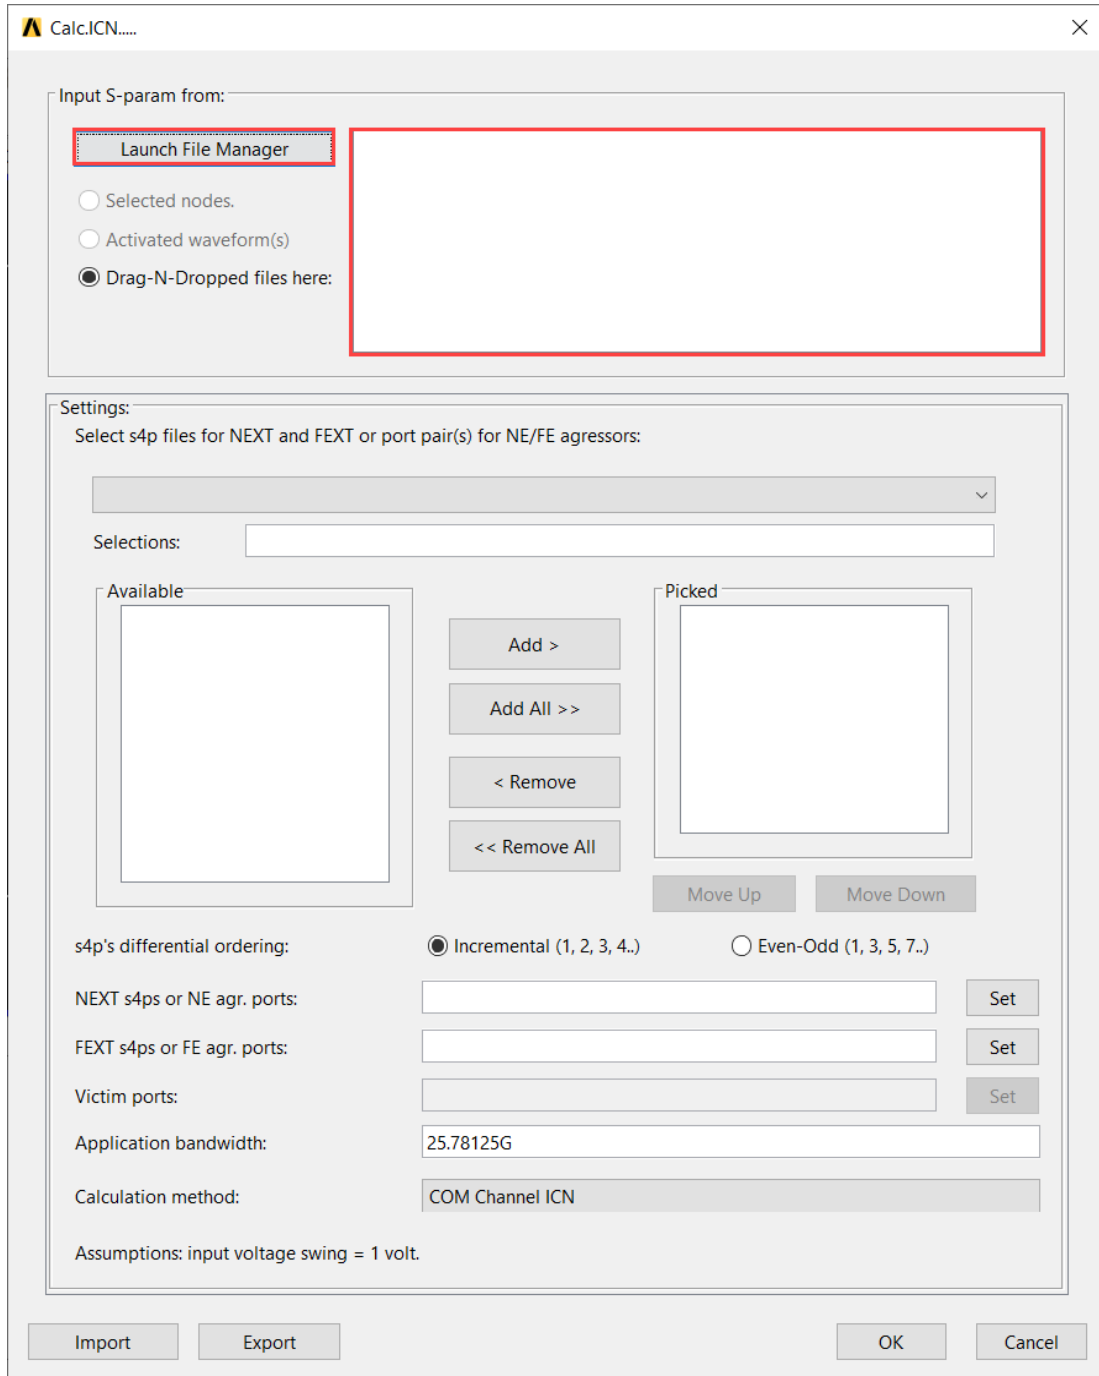 Calc.ICN.....
Input S-param from:
Launch File Manager
Selected nodes.
Activated waveform(s)
Drag-N-Dropped files here:
Settings:
Select s4p files for NEXT and FEXT or port pair(s) for NE/FE agressors:
Selections:
Available
Picked
Add >
Add All >>
< Remove
<< Remove All
Move Up
Move Down
s4p's differential ordering:
Incremental (1, 2, 3, 4..)
Even-Odd (1, 3, 5, 7..)
NEXT s4ps or NE agr. ports:
Set
FEXT s4ps or FE agr. ports:
Set
Victim ports:
Set
Application bandwidth:
25.78125G
Calculation method:
COM Channel ICN
Assumptions: input voltage swing = 1 volt.
Import
Export
OK
Cancel